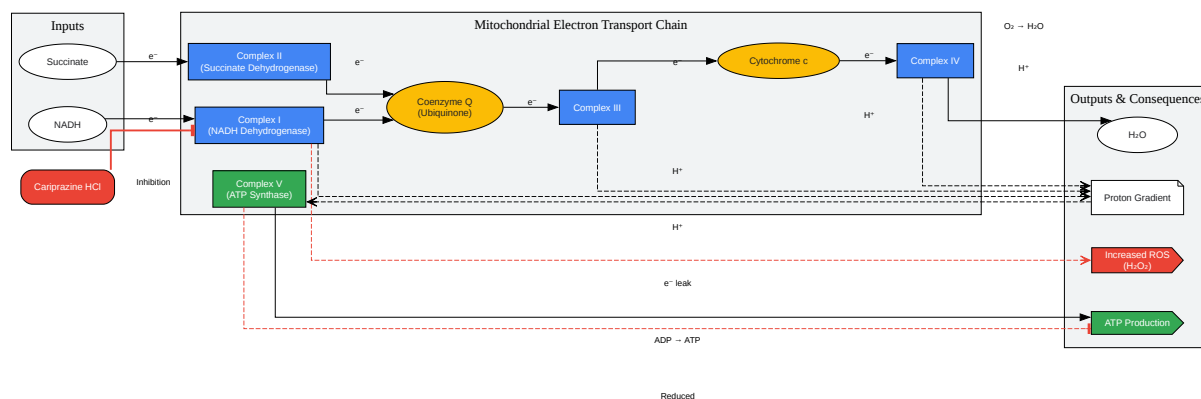 Inputs
Mitochondrial Electron Transport Chain
O₂ → H₂O
Succinate
e⁻
Complex II
(Succinate Dehydrogenase)
e⁻
e⁻
Cytochrome c
e⁻
Complex IV
H⁺
NADH
e⁻
Complex I
(NADH Dehydrogenase)
e⁻
Coenzyme Q
(Ubiquinone)
e⁻
Complex III
H⁺
Outputs & Consequences
H₂O
Cariprazine HCl
Inhibition
Complex V
(ATP Synthase)
H⁺
Proton Gradient
H⁺
Increased ROS
(H₂O₂)
e⁻ leak
ATP Production
ADP → ATP
Reduced